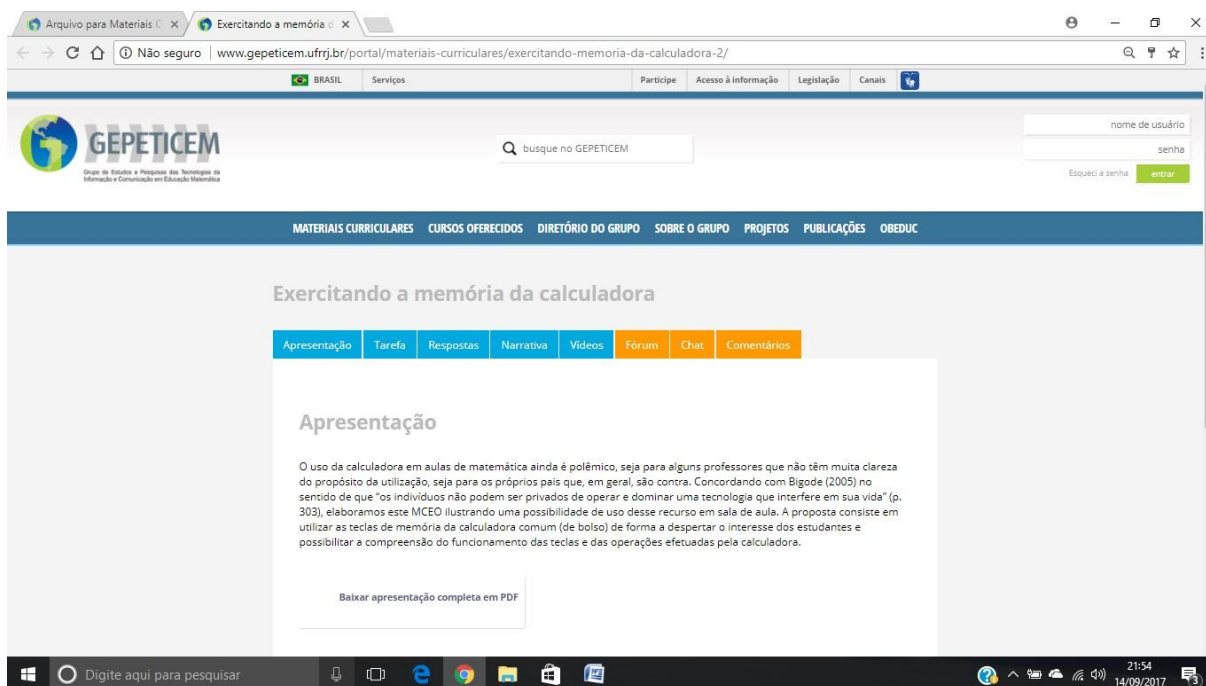 Arquivo para Materiais C
Exercitando a memória d
Não seguro | www.gepeticem.ufrrj.br/portal/materiais-curriculares/exercitando-memoria-da-calculadora-2/
BRASIL Serviços Participe Acesso à informação Legislação Canais
GEPETICEM
Grupo de Estudos e Pesquisas das Tecnologias da
Informação e Comunicação em Educação Matemática
busque no GEPETICEM
nome de usuário
senha
Esqueci a senha entrar
MATERIAIS CURRICULARES CURSOS OFERECIDOS DIRETÓRIO DO GRUPO SOBRE O GRUPO PROJETOS PUBLICAÇÕES OBEDUC
Exercitando a memória da calculadora
Apresentação Tarefa Respostas Narrativa Vídeos Fórum Chat Comentários
Apresentação
O uso da calculadora em aulas de matemática ainda é polêmico, seja para alguns professores que não têm muita clareza
do propósito da utilização, seja para os próprios pais que, em geral, são contra. Concordando com Bigode (2005) no
sentido de que “os indivíduos não podem ser privados de operar e dominar uma tecnologia que interfere em sua vida” (p.
303), elaboramos este MCEO ilustrando uma possibilidade de uso desse recurso em sala de aula. A proposta consiste em
utilizar as teclas de memória da calculadora comum (de bolso) de forma a despertar o interesse dos estudantes e
possibilitar a compreensão do funcionamento das teclas e das operações efetuadas pela calculadora.
Baixar apresentação completa em PDF
Digite aqui para pesquisar
21:54
14/09/2017
3